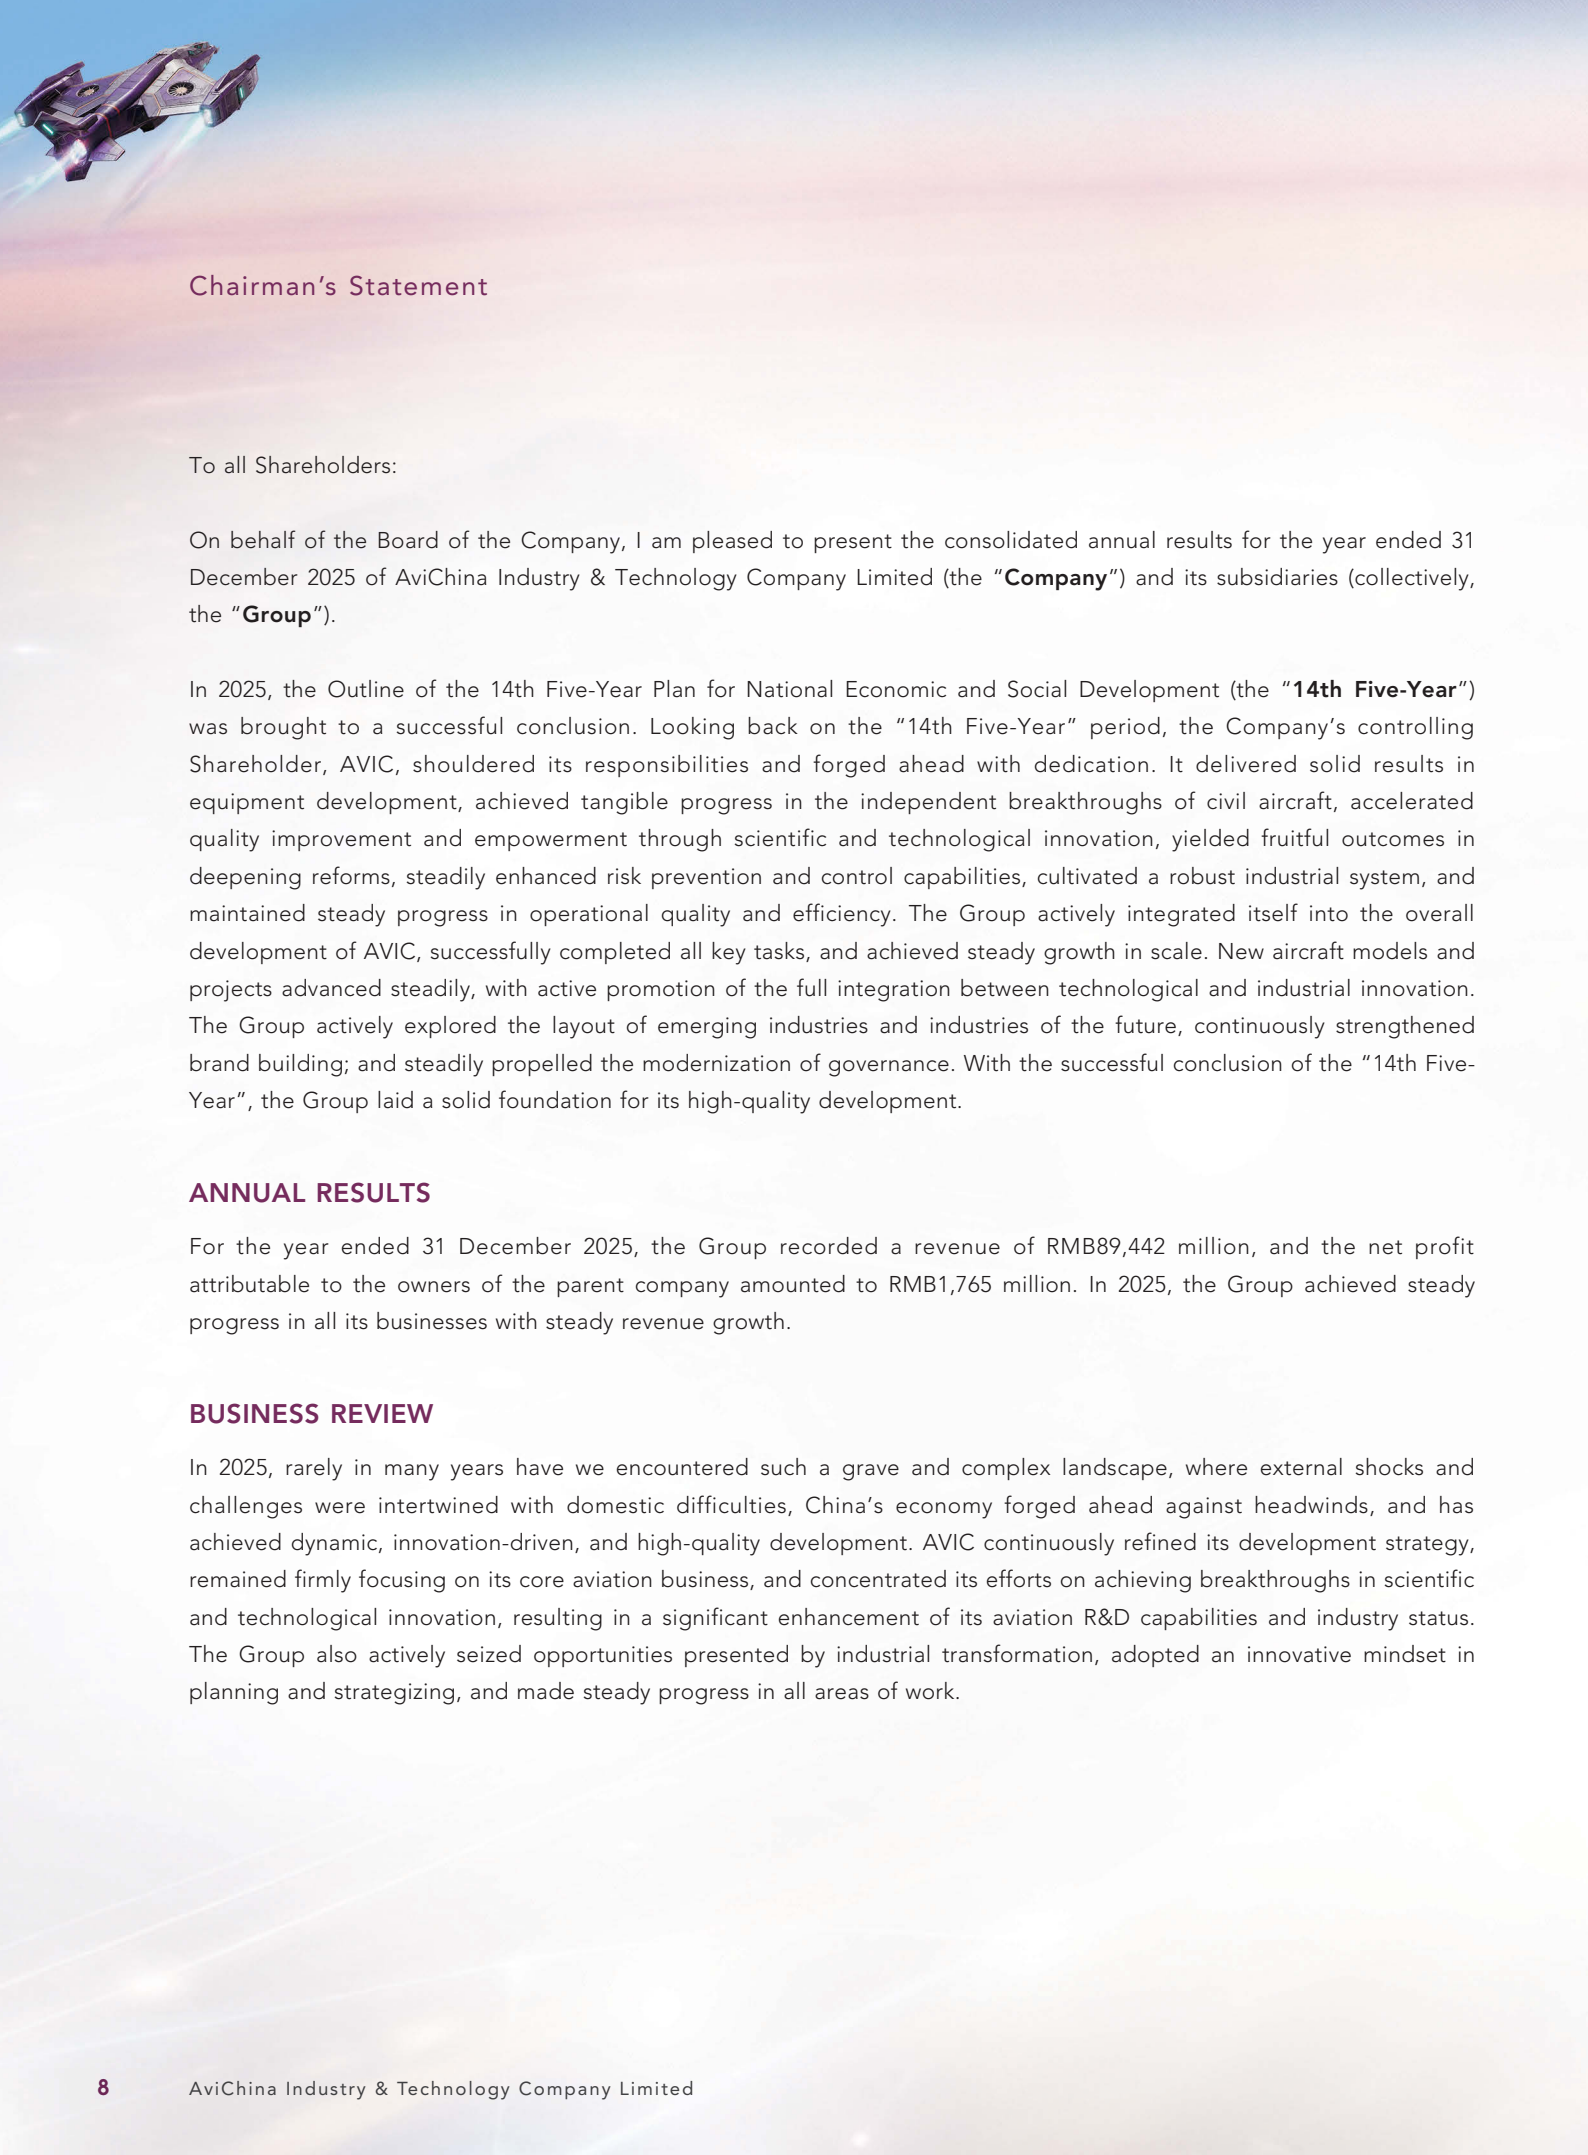 Chairman’s Statement
To all Shareholders:
On behalf of the Board of the Company, I am pleased to present the consolidated annual results for the year ended 31
December 2025 of AviChina Industry & Technology Company Limited (the “Company”) and its subsidiaries (collectively,
the “Group”).
In 2025, the Outline of the 14th Five-Year Plan for National Economic and Social Development (the “14th Five-Year”)
was brought to a successful conclusion. Looking back on the “14th Five-Year” period, the Company’s controlling
Shareholder, AVIC, shouldered its responsibilities and forged ahead with dedication. It delivered solid results in
equipment development, achieved tangible progress in the independent breakthroughs of civil aircraft, accelerated
quality improvement and empowerment through scientific and technological innovation, yielded fruitful outcomes in
deepening reforms, steadily enhanced risk prevention and control capabilities, cultivated a robust industrial system, and
maintained steady progress in operational quality and efficiency. The Group actively integrated itself into the overall
development of AVIC, successfully completed all key tasks, and achieved steady growth in scale. New aircraft models and
projects advanced steadily, with active promotion of the full integration between technological and industrial innovation.
The Group actively explored the layout of emerging industries and industries of the future, continuously strengthened
brand building; and steadily propelled the modernization of governance. With the successful conclusion of the “14th Five-
Year”, the Group laid a solid foundation for its high-quality development.
ANNUAL RESULTS
For the year ended 31 December 2025, the Group recorded a revenue of RMB89,442 million, and the net profit
attributable to the owners of the parent company amounted to RMB1,765 million. In 2025, the Group achieved steady
progress in all its businesses with steady revenue growth.
BUSINESS REVIEW
In 2025, rarely in many years have we encountered such a grave and complex landscape, where external shocks and
challenges were intertwined with domestic difficulties, China’s economy forged ahead against headwinds, and has
achieved dynamic, innovation-driven, and high-quality development. AVIC continuously refined its development strategy,
remained firmly focusing on its core aviation business, and concentrated its efforts on achieving breakthroughs in scientific
and technological innovation, resulting in a significant enhancement of its aviation R&D capabilities and industry status.
The Group also actively seized opportunities presented by industrial transformation, adopted an innovative mindset in
planning and strategizing, and made steady progress in all areas of work.
8 AviChina Industry & Technology Company Limited